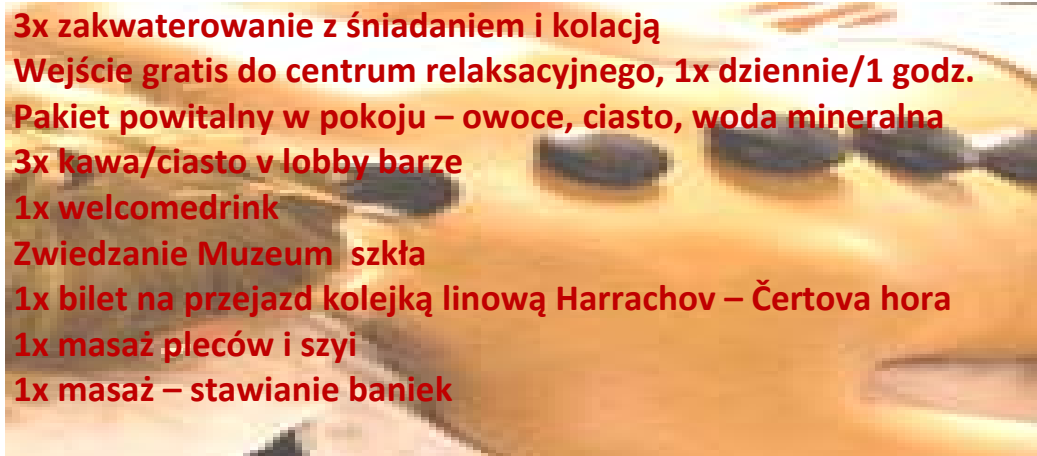 3x zakwaterowanie z śniadaniem i kolacją
Wejście gratis do centrum relaksacyjnego, 1x dziennie/1 godz.
Pakiet powitalny w pokoju – owoce, ciasto, woda mineralna
3x kawa/ciasto v lobby barze
1x welcomedrink
Zwiedzanie Muzeum  szkła
1x bilet na przejazd kolejką linową Harrachov – Čertova hora
1x masaż pleców i szyi
1x masaż – stawianie baniek